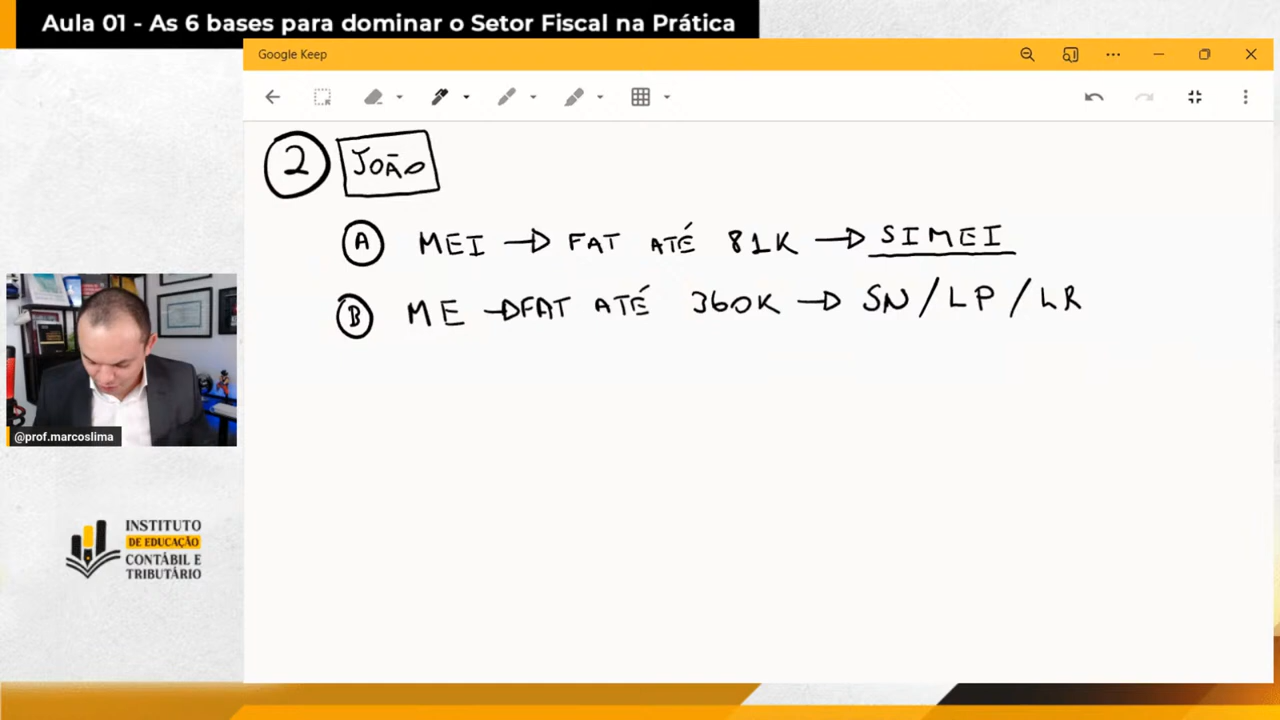 Aula 01 - As 6 bases para dominar o Setor Fiscal na Prática
Google Keep
2 JOÃO
A MEI → FAT ATÉ 81K → SIMEI
B ME → FAT ATÉ 360K → SN / LP / LR
@prof.marcoslima
INSTITUTO
DE EDUCAÇÃO
CONTÁBIL E
TRIBUTÁRIO